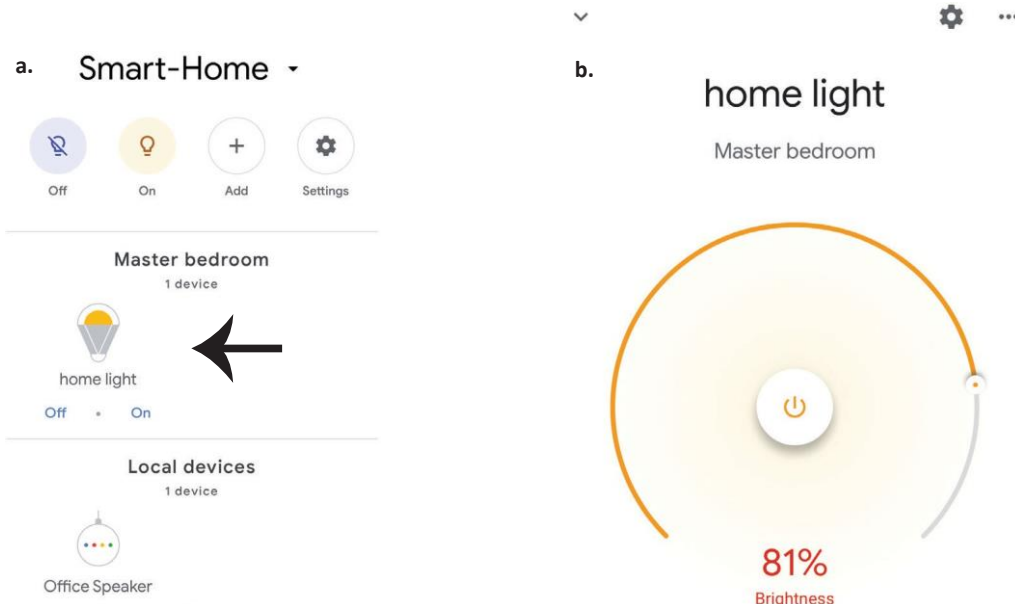 a.
Smart-Home
Off On Add Settings
Master bedroom
1 device
home light
Off • On
Local devices
1 device
Office Speaker
b.
home light
Master bedroom
81%
Brightness